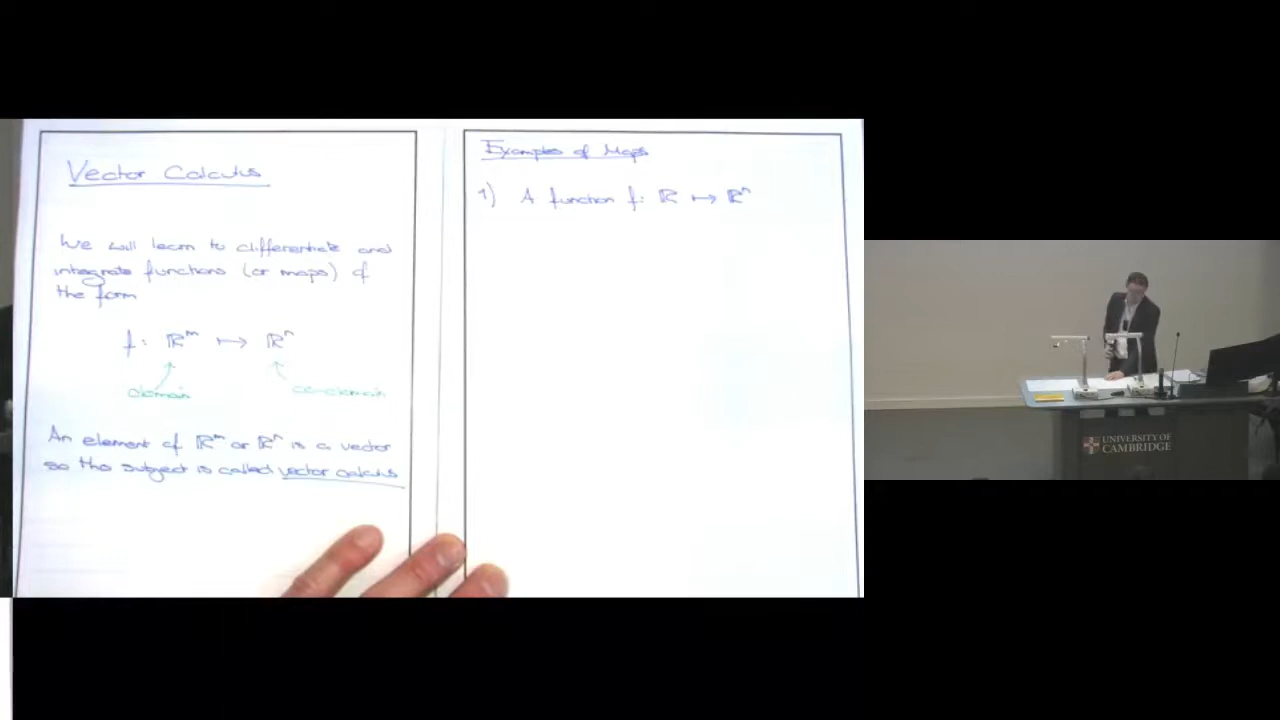 Vector Calculus
We will learn to differentiate and
integrate functions (or maps) of
the form
f: ℝᵐ ↦ ℝⁿ
domain
co-domain
An element of ℝᵐ or ℝⁿ is a vector
so the subject is called vector calculus
Examples of Maps
1) A function f: ℝ ↦ ℝⁿ
UNIVERSITY OF
CAMBRIDGE